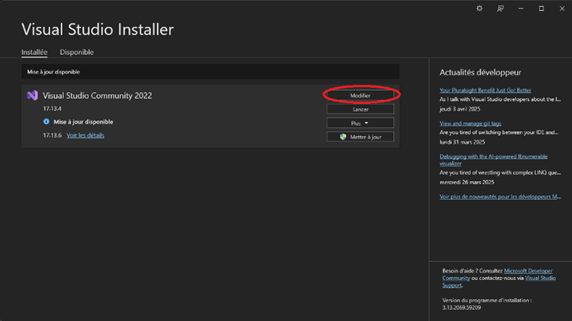 Visual Studio Installer
Installée Disponible
Mise à jour disponible
Visual Studio Community 2022
17.13.4
Mise à jour disponible
17.13.6 Voir les détails
Modifier
Lancer
Plus
Mettre à jour
Actualités développeur
Your Pluralsight Benefit Just Got Better
As I talk with Visual Studio developers about the I...
jeudi 3 avril 2025
View and manage git tags
Are you tired of switching between your IDE and...
lundi 31 mars 2025
Debugging with the AI-powered IEnumerable
visualizer
Are you tired of wrestling with complex LINQ que...
mercredi 26 mars 2025
Voir plus de nouveautés pour les développeurs M...
Besoin d'aide ? Consultez Microsoft Developer
Community ou contactez-nous via Visual Studio
Support.
Version du programme d'installation :
3.13.2069.59209